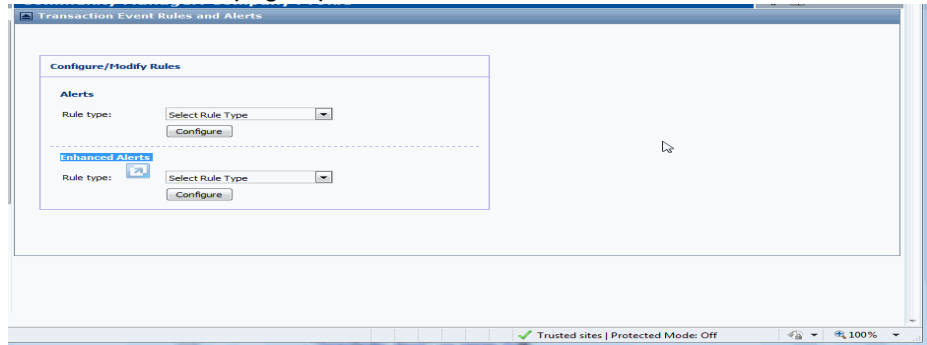 Transaction Event Rules and Alerts
Configure/Modify Rules
Alerts
Rule type: Select Rule Type
Configure
Enhanced Alerts
Rule type: Select Rule Type
Configure
Trusted sites | Protected Mode: Off 100%